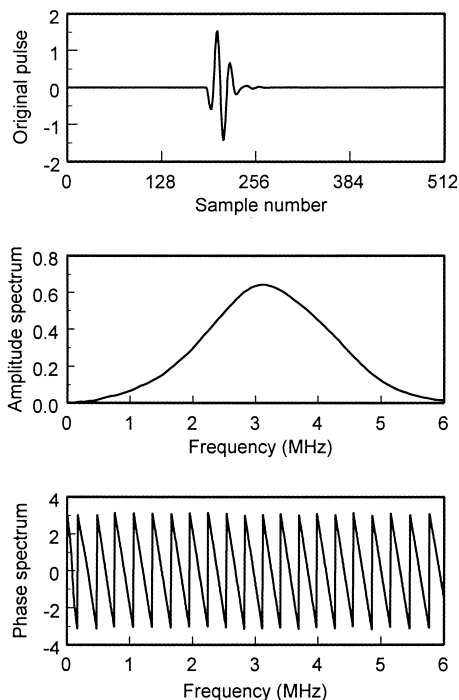 Original pulse
2
1
0
-1
-2
0 128 256 384 512
Sample number
Amplitude spectrum
0.8
0.6
0.4
0.2
0.0
0 1 2 3 4 5 6
Frequency (MHz)
Phase spectrum
4
2
0
-2
-4
0 1 2 3 4 5 6
Frequency (MHz)